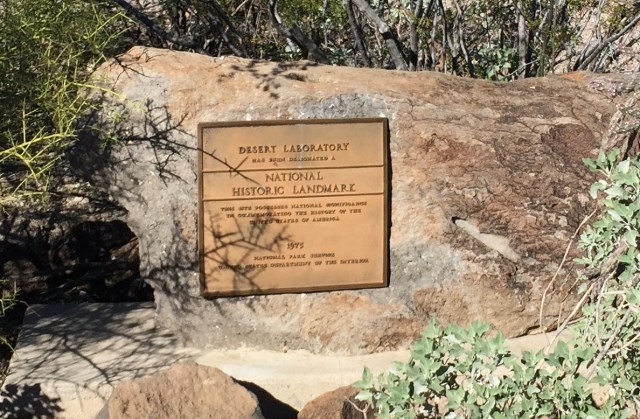 DESERT LABORATORY
HAS BEEN DESIGNATED A
NATIONAL
HISTORIC LANDMARK
THIS SITE POSSESSES NATIONAL SIGNIFICANCE
IN COMMEMORATING THE HISTORY OF THE
UNITED STATES OF AMERICA
1975
NATIONAL PARK SERVICE
UNITED STATES DEPARTMENT OF THE INTERIOR